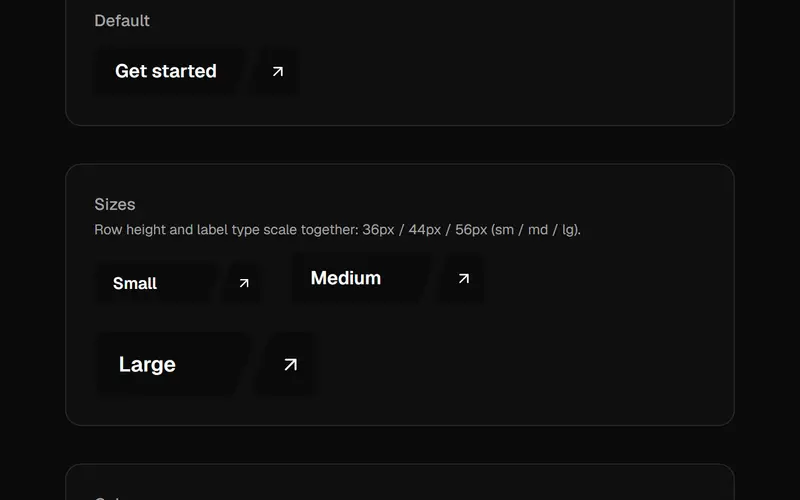 Default
Get started
Sizes
Row height and label type scale together: 36px / 44px / 56px (sm / md / lg).
Small
Medium
Large